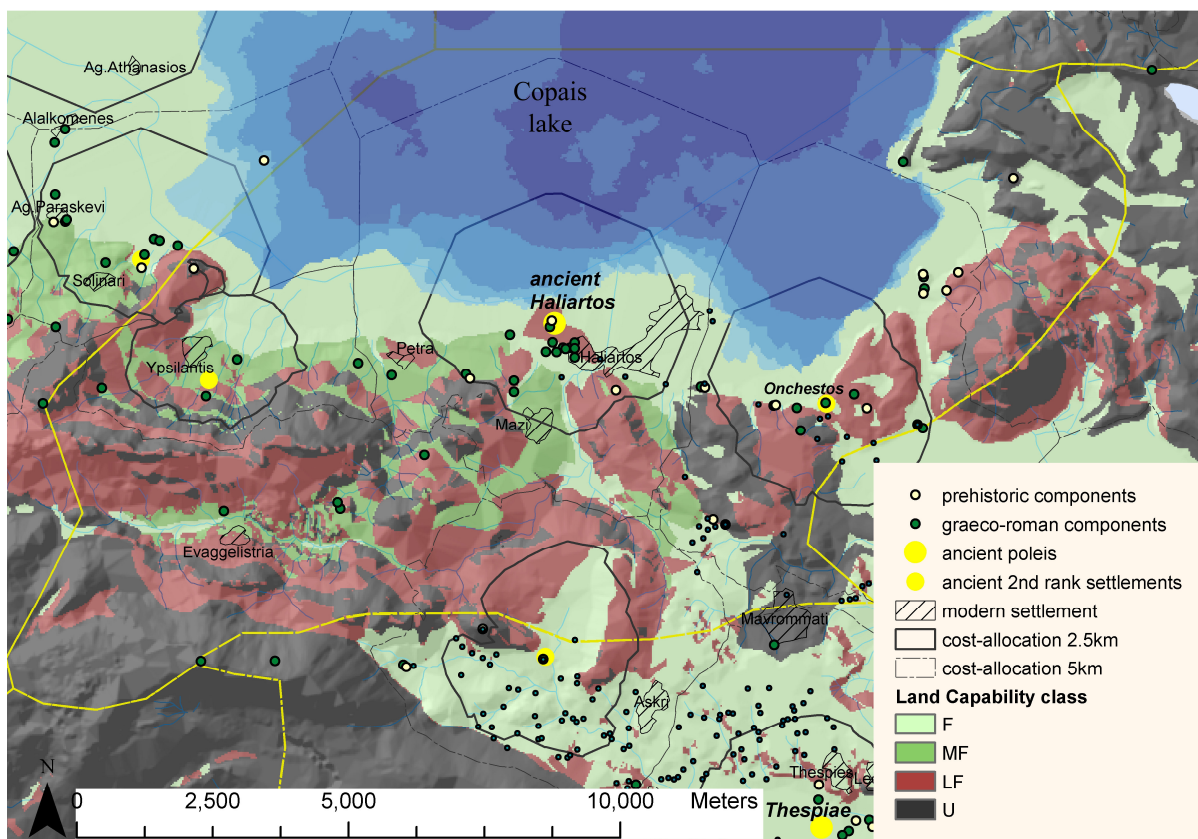 Ag.Athanasios
Copais
lake
Alalkomenes
Ag.Paraskevi
Solinari
ancient
Haliartos
Petra
Haliartos
Ypsilantis
Onchestos
Mazi
Evaggelistria
Mavrommati
Askri
Thespies
Thespiae
prehistoric components
graeco-roman components
ancient poleis
ancient 2nd rank settlements
modern settlement
cost-allocation 2.5km
cost-allocation 5km
Land Capability class
F
MF
LF
U
N
0 2,500 5,000 10,000 Meters